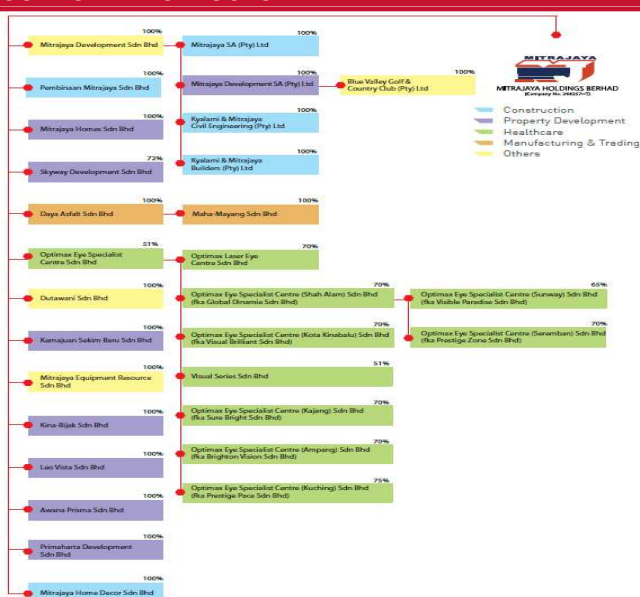 100%
Mitrajaya Development Sdn Bhd
100%
Mitrajaya SA (Pty) Ltd
MITRAJAYA
MITRAJAYA HOLDINGS BERHAD
100%
Pembinaan Mitrajaya Sdn Bhd
100%
Mitrajaya Development SA (Pty) Ltd
100%
Blue Valley Golf &
Country Club (Pty) Ltd
Construction
Property Development
Healthcare
Manufacturing & Trading
Others
100%
Mitrajaya Homes Sdn Bhd
100%
Kyalami & Mitrajaya
Civil Engineering (Pty) Ltd
72%
Skyway Development Sdn Bhd
100%
Kyalami & Mitrajaya
Builders (Pty) Ltd
100%
Daya Asfalt Sdn Bhd
100%
Maha-Mayang Sdn Bhd
51%
Optimax Eye Specialist
Centre Sdn Bhd
70%
Optimax Laser Eye
Centre Sdn Bhd
100%
Dutawani Sdn Bhd
70%
Optimax Eye Specialist Centre (Shah Alam) Sdn Bhd
(fka Global Dinamie Sdn Bhd)
65%
Optimax Eye Specialist Centre (Sunway) Sdn Bhd
(fka Visible Paradise Sdn Bhd)
100%
Kemajuan Sekim Baru Sdn Bhd
70%
Optimax Eye Specialist Centre (Kota Kinabalu) Sdn Bhd
(fka Visual Brilliant Sdn Bhd)
70%
Optimax Eye Specialist Centre (Seremban) Sdn Bhd
(fka Prestige Zone Sdn Bhd)
100%
Mitrajaya Equipment Resource
Sdn Bhd
51%
Visual Series Sdn Bhd
100%
Kina-Bijak Sdn Bhd
70%
Optimax Eye Specialist Centre (Kajang) Sdn Bhd
(fka Sure Bright Sdn Bhd)
100%
Leo Vista Sdn Bhd
70%
Optimax Eye Specialist Centre (Ampang) Sdn Bhd
(fka Brighton Vision Sdn Bhd)
100%
Awana Prisma Sdn Bhd
75%
Optimax Eye Specialist Centre (Kuching) Sdn Bhd
(fka Prestige Pace Sdn Bhd)
100%
Primaharta Development
Sdn Bhd
100%
Mitrajaya Home Decor Sdn Bhd